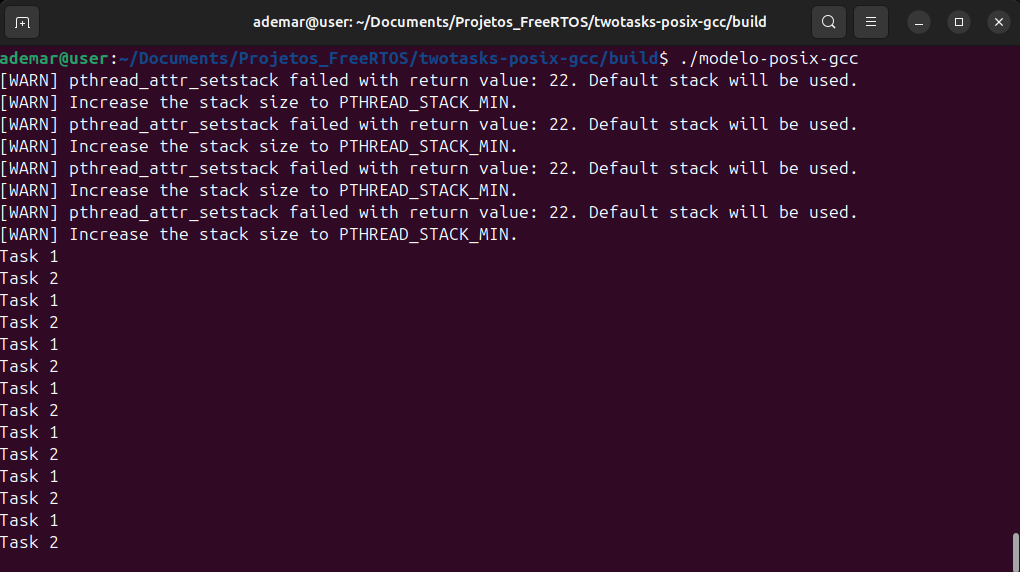 ademar@user: ~/Documents/Projetos_FreeRTOS/twotasks-posix-gcc/build
ademar@user:~/Documents/Projetos_FreeRTOS/twotasks-posix-gcc/build$ ./modelo-posix-gcc
[WARN] pthread_attr_setstack failed with return value: 22. Default stack will be used.
[WARN] Increase the stack size to PTHREAD_STACK_MIN.
[WARN] pthread_attr_setstack failed with return value: 22. Default stack will be used.
[WARN] Increase the stack size to PTHREAD_STACK_MIN.
[WARN] pthread_attr_setstack failed with return value: 22. Default stack will be used.
[WARN] Increase the stack size to PTHREAD_STACK_MIN.
[WARN] pthread_attr_setstack failed with return value: 22. Default stack will be used.
[WARN] Increase the stack size to PTHREAD_STACK_MIN.
Task 1
Task 2
Task 1
Task 2
Task 1
Task 2
Task 1
Task 2
Task 1
Task 2
Task 1
Task 2
Task 1
Task 2